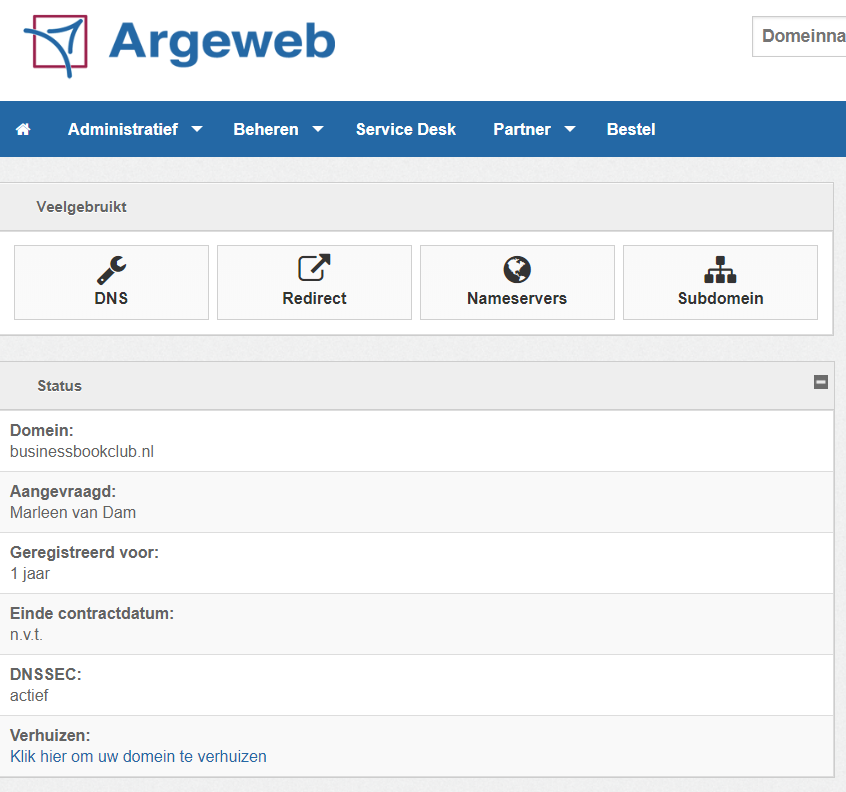 Argeweb
Domeinna
Administratief
Beheren
Service Desk
Partner
Bestel
Veelgebruikt
DNS
Redirect
Nameservers
Subdomein
Status
Domein:
businessbookclub.nl
Aangevraagd:
Marleen van Dam
Geregistreerd voor:
1 jaar
Einde contractdatum:
n.v.t.
DNSSEC:
actief
Verhuizen:
Klik hier om uw domein te verhuizen